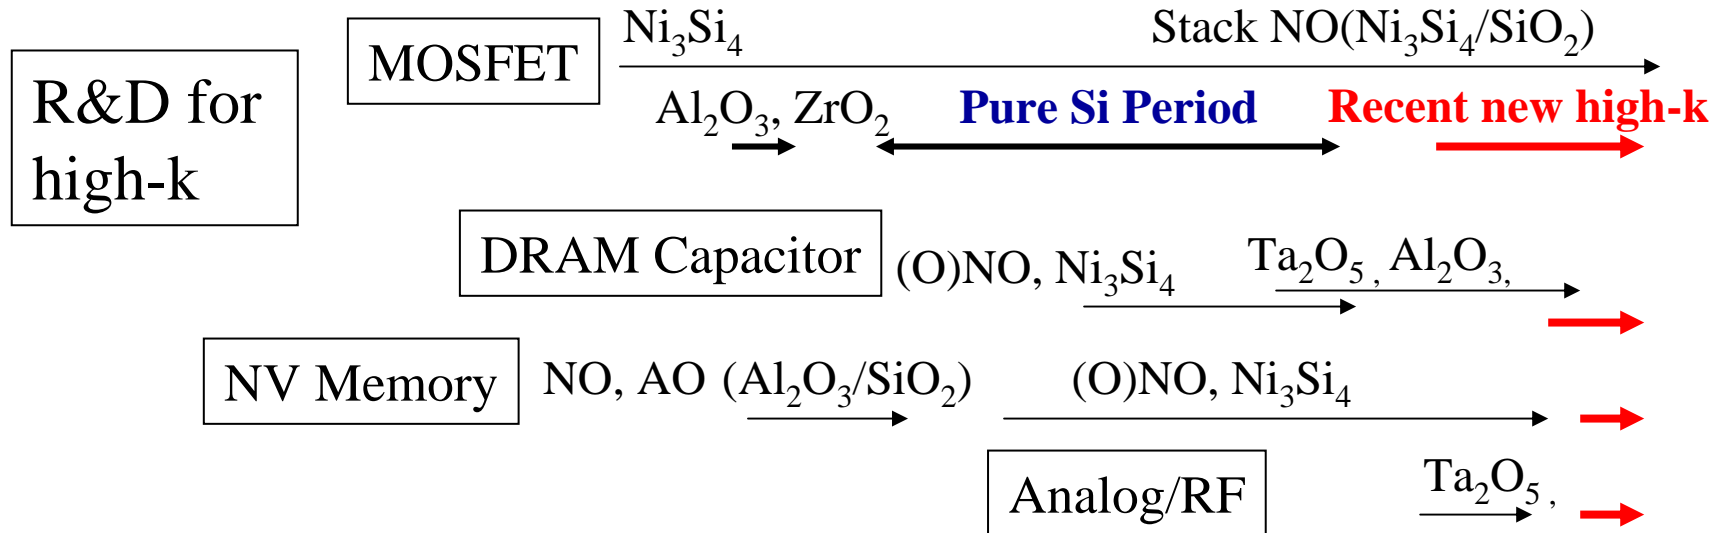 R&D for
high-k
MOSFET
Ni₃Si₄
Stack NO(Ni₃Si₄/SiO₂)
Al₂O₃, ZrO₂
Pure Si Period
Recent new high-k
DRAM Capacitor
(O)NO, Ni₃Si₄
Ta₂O₅, Al₂O₃,
NV Memory
NO, AO (Al₂O₃/SiO₂)
(O)NO, Ni₃Si₄
Analog/RF
Ta₂O₅,